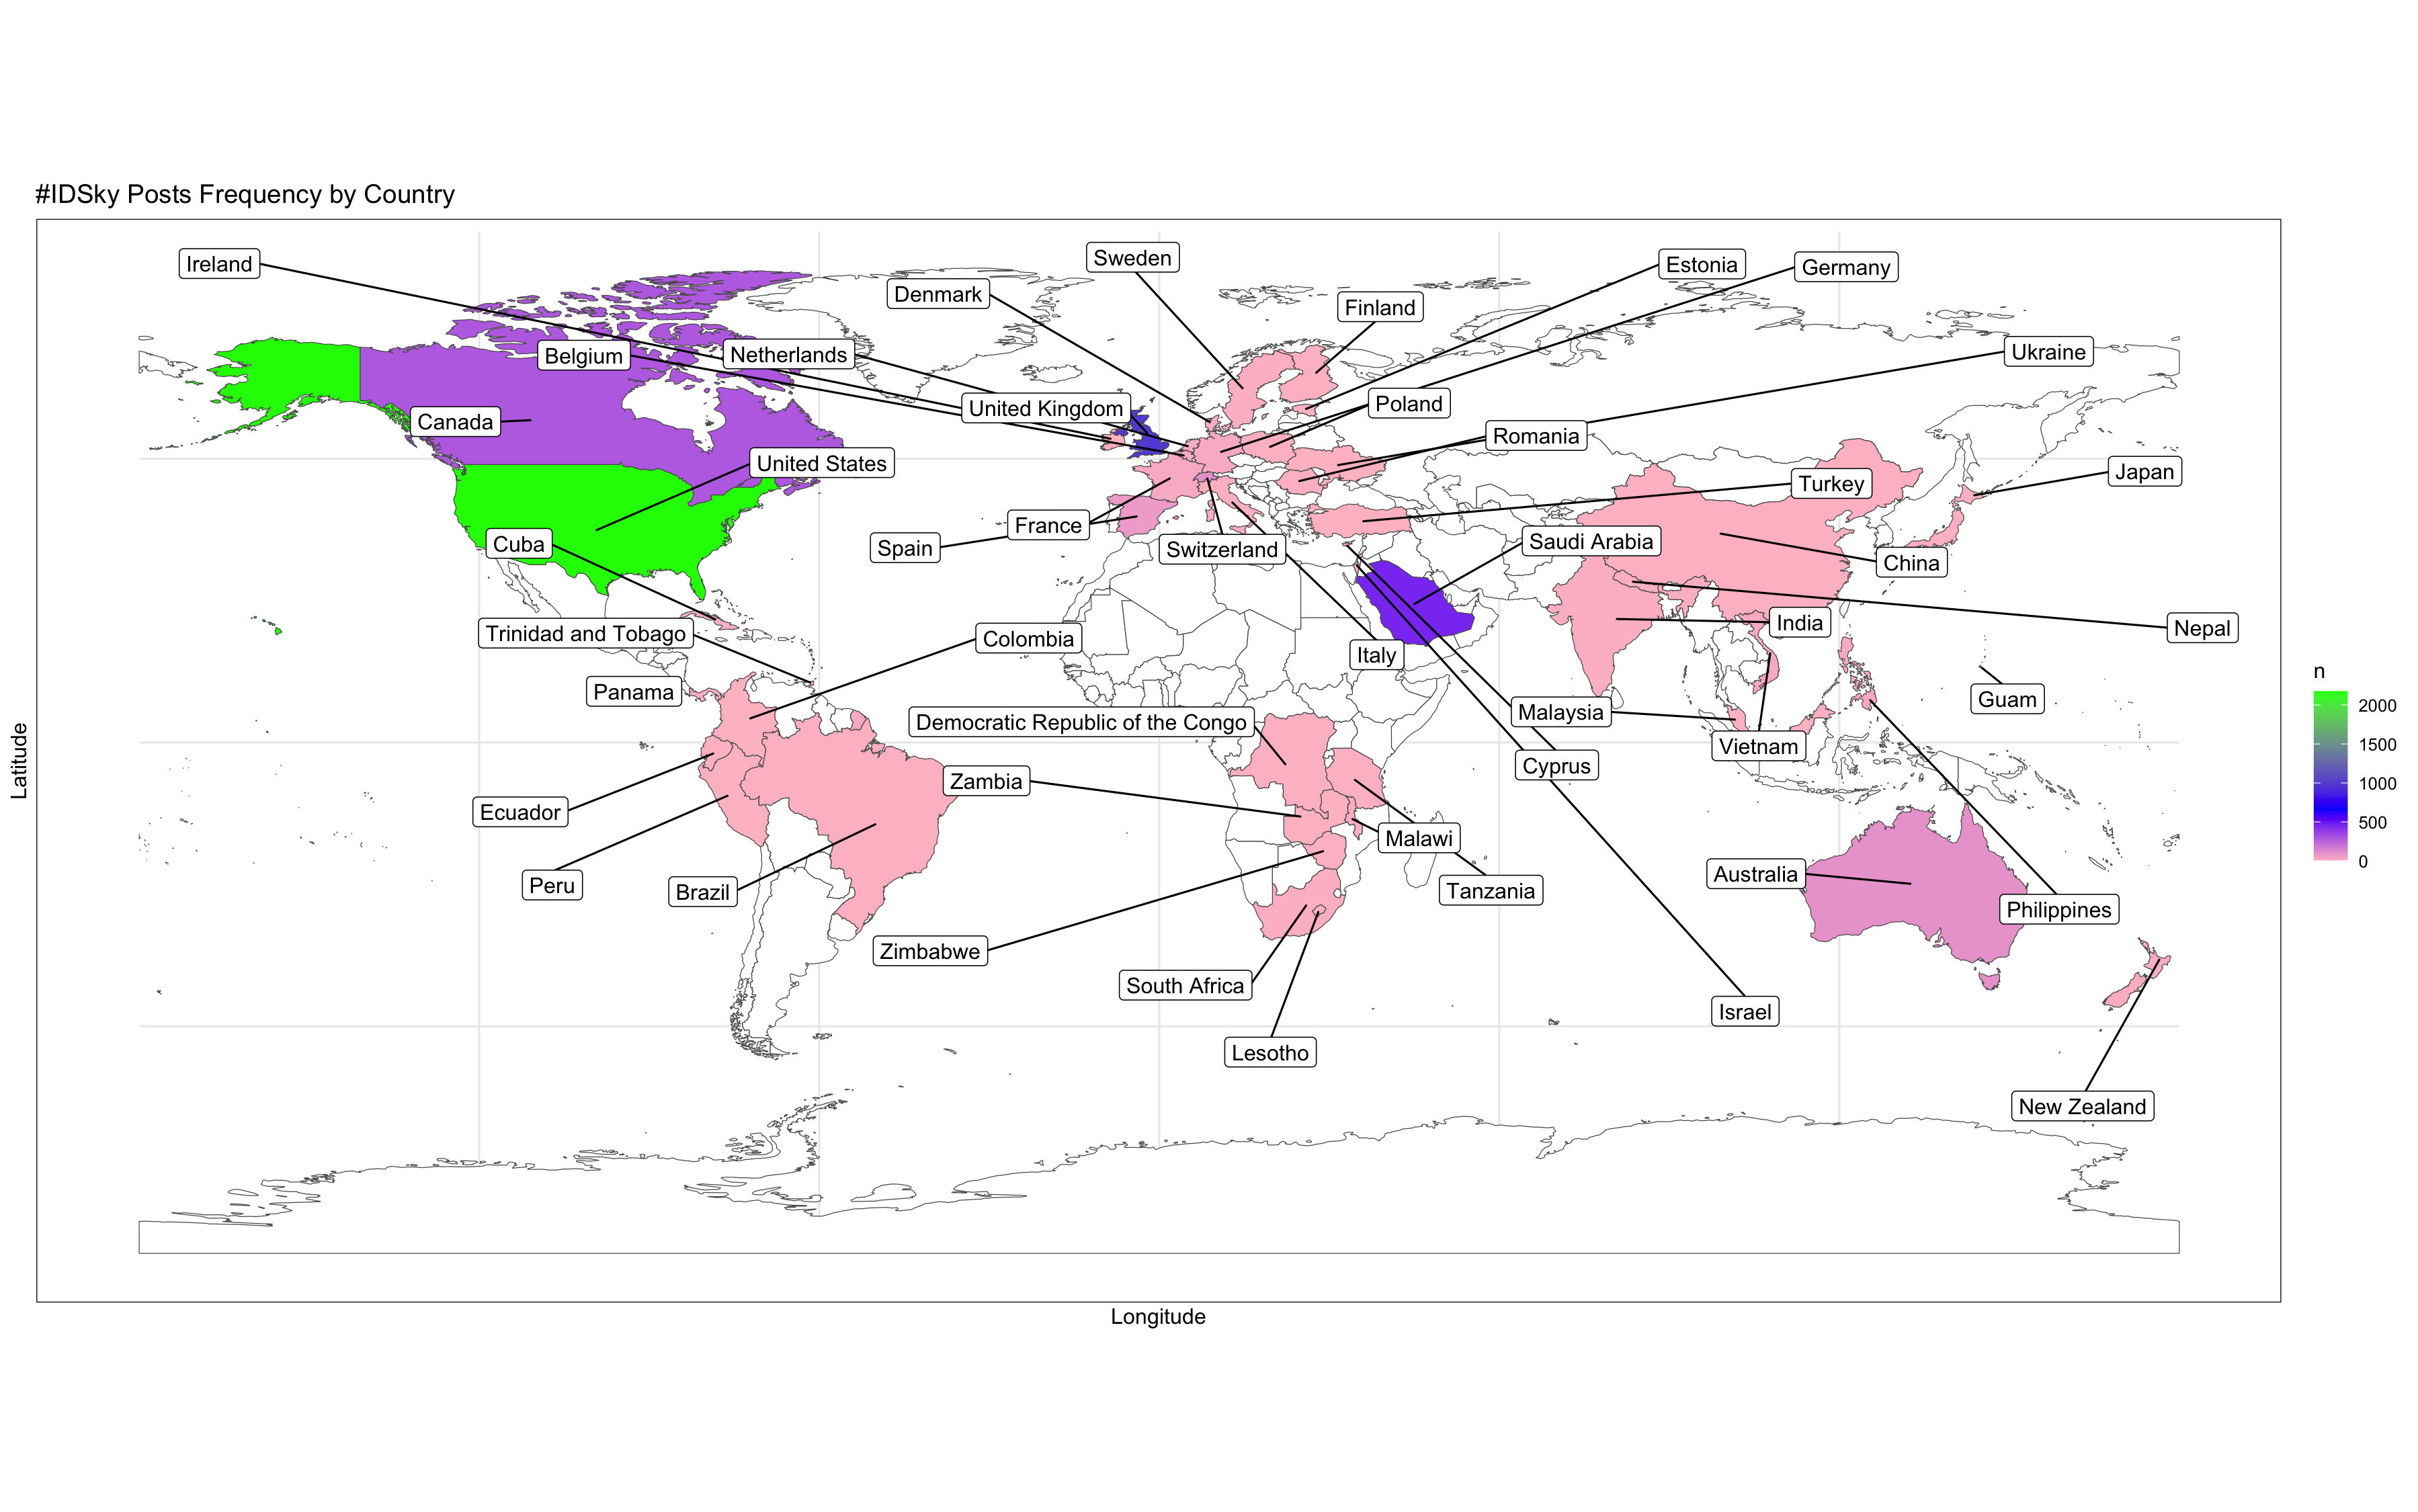 #IDSky Posts Frequency by Country
Ireland
Sweden
Denmark
Estonia
Germany
Finland
Belgium
Netherlands
Ukraine
Canada
United Kingdom
Poland
Romania
United States
Japan
Turkey
Cuba
Spain
France
Switzerland
Saudi Arabia
China
Trinidad and Tobago
Colombia
Italy
India
Nepal
Panama
Guam
Democratic Republic of the Congo
Malaysia
Vietnam
Zambia
Cyprus
Ecuador
Malawi
Peru
Brazil
Tanzania
Australia
Philippines
Zimbabwe
South Africa
Israel
Lesotho
New Zealand
n
2000
1500
1000
500
0
Latitude
Longitude